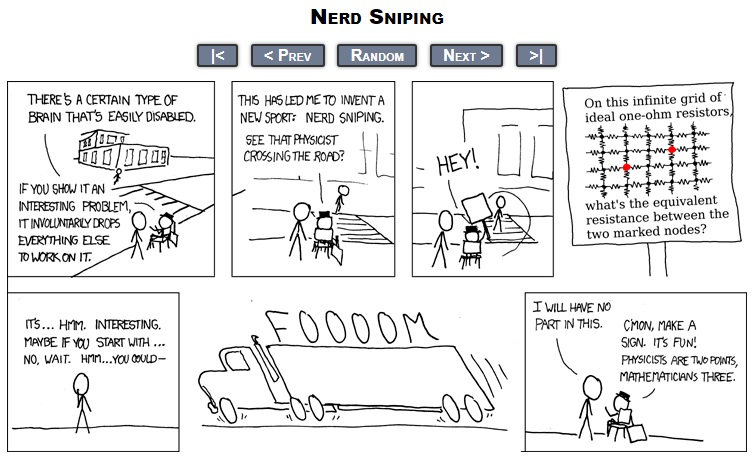 Nerd Sniping
|<
< Prev
Random
Next >
>|
THERE'S A CERTAIN TYPE OF
BRAIN THAT'S EASILY DISABLED.
IF YOU SHOW IT AN
INTERESTING PROBLEM,
IT INVOLUNTARILY DROPS
EVERYTHING ELSE
TO WORK ON IT.
THIS HAS LED ME TO INVENT A
NEW SPORT: NERD SNIPING.
SEE THAT PHYSICIST
CROSSING THE ROAD?
HEY!
On this infinite grid of
ideal one-ohm resistors,
what's the equivalent
resistance between the
two marked nodes?
IT'S... HMM. INTERESTING.
MAYBE IF YOU START WITH ...
NO, WAIT. HMM...YOU COULD—
FOOOOM
I WILL HAVE NO
PART IN THIS.
C'MON, MAKE A
SIGN. IT'S FUN!
PHYSICISTS ARE TWO POINTS,
MATHEMATICIANS THREE.